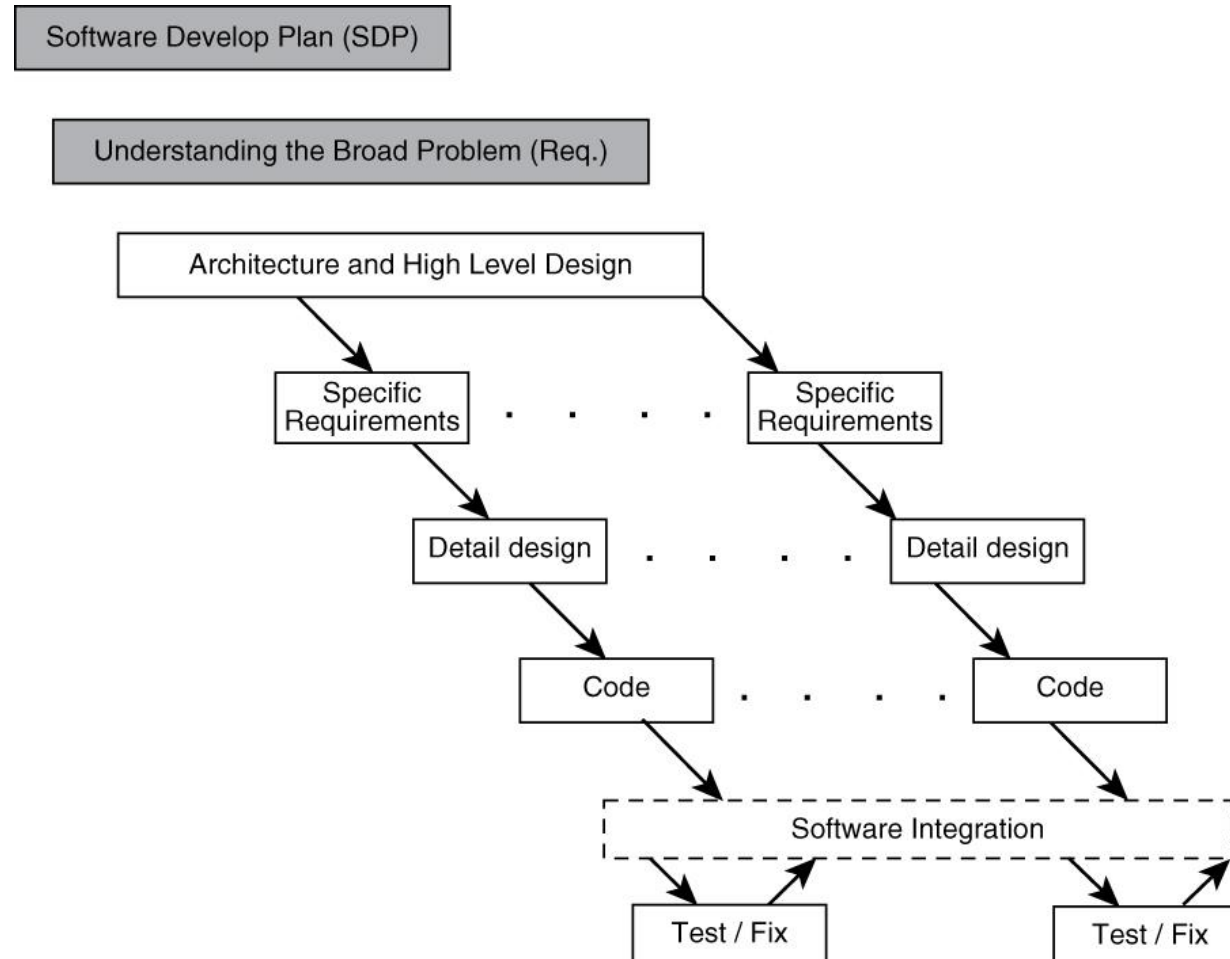 Software Develop Plan (SDP)
Understanding the Broad Problem (Req.)
Architecture and High Level Design
Specific
Requirements
Specific
Requirements
Detail design
Detail design
Code
Code
Software Integration
Test / Fix
Test / Fix